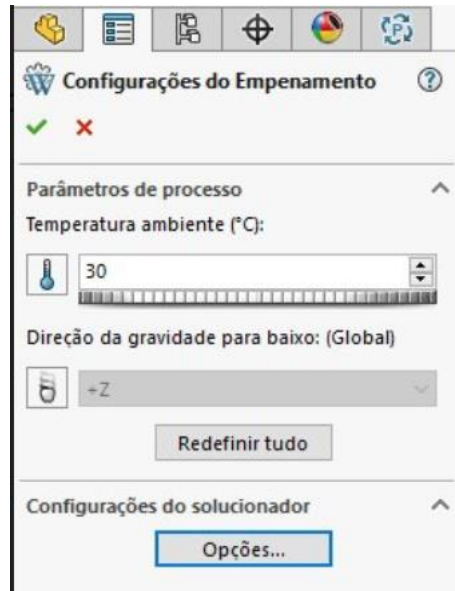 Configurações do Empenamento
Parâmetros de processo
Temperatura ambiente (°C):
30
Direção da gravidade para baixo: (Global)
+Z
Redefinir tudo
Configurações do solucionador
Opções...